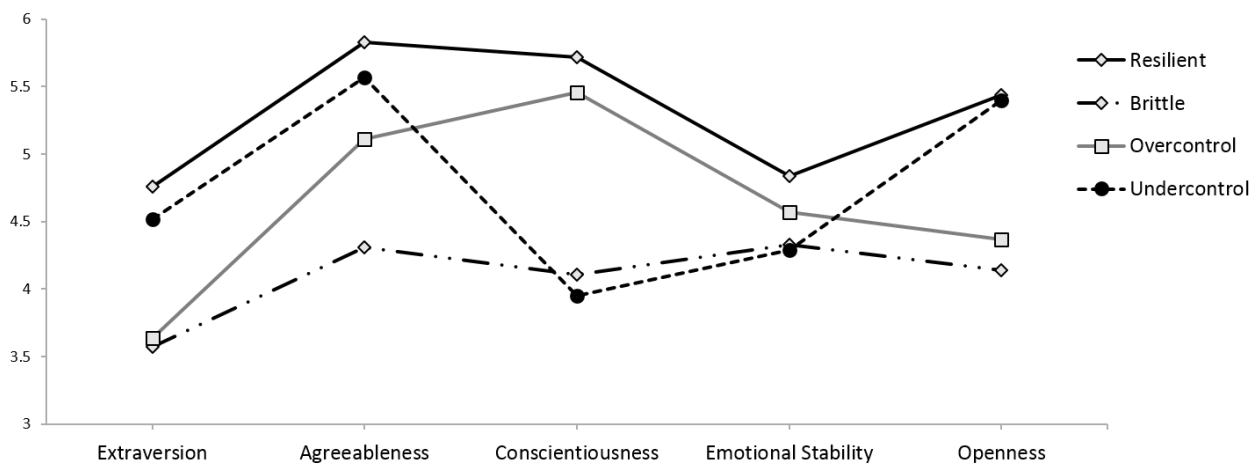 6
5.5
5
4.5
4
3.5
3
Extraversion
Agreeableness
Conscientiousness
Emotional Stability
Openness
Resilient
Brittle
Overcontrol
Undercontrol